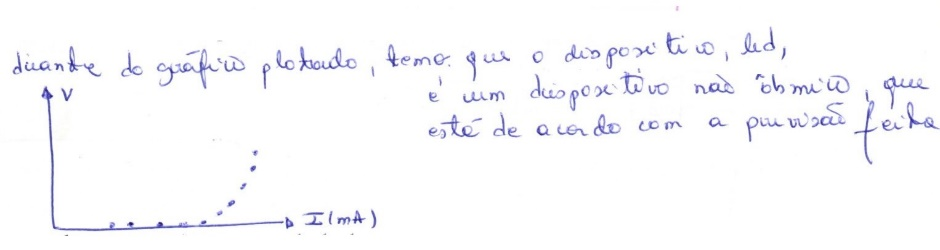 diante do gráfico plotado, temos que o dispositivo, led,
é um dispositivo não ôhmico, que
está de acordo com a previsão feita
V
I(mA)